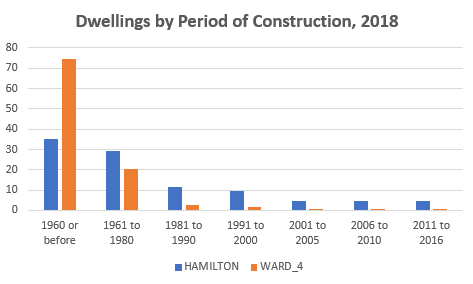 Dwellings by Period of Construction, 2018
80
70
60
50
40
30
20
10
0
1960 or before
1961 to 1980
1981 to 1990
1991 to 2000
2001 to 2005
2006 to 2010
2011 to 2016
HAMILTON WARD_4